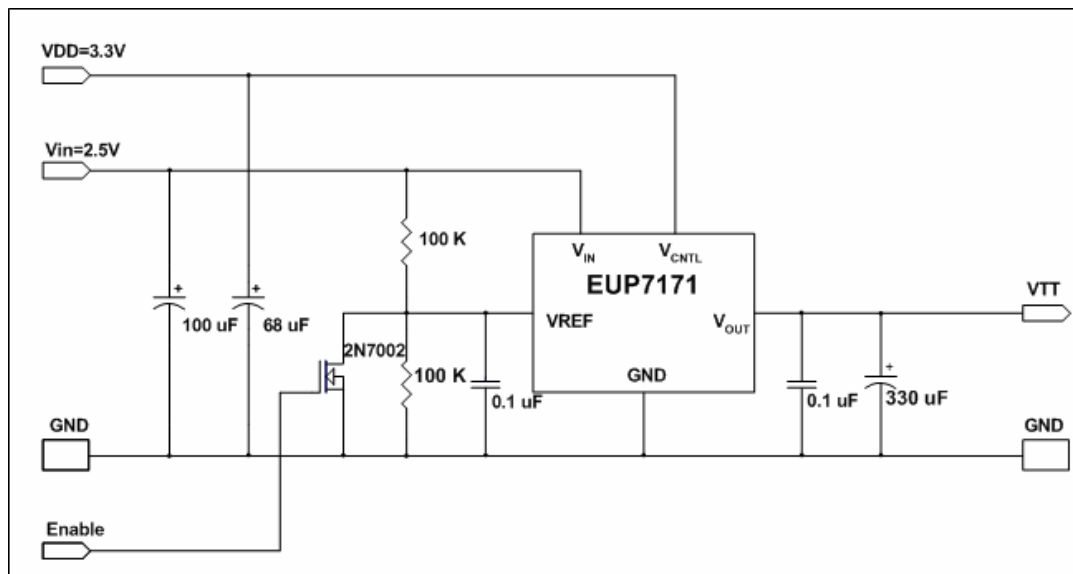 VDD=3.3V
Vin=2.5V
100 K
VIN
VCNTL
EUP7171
VTT
100 uF
68 uF
VREF
VOUT
2N7002
100 K
GND
0.1 uF
0.1 uF
330 uF
GND
GND
Enable